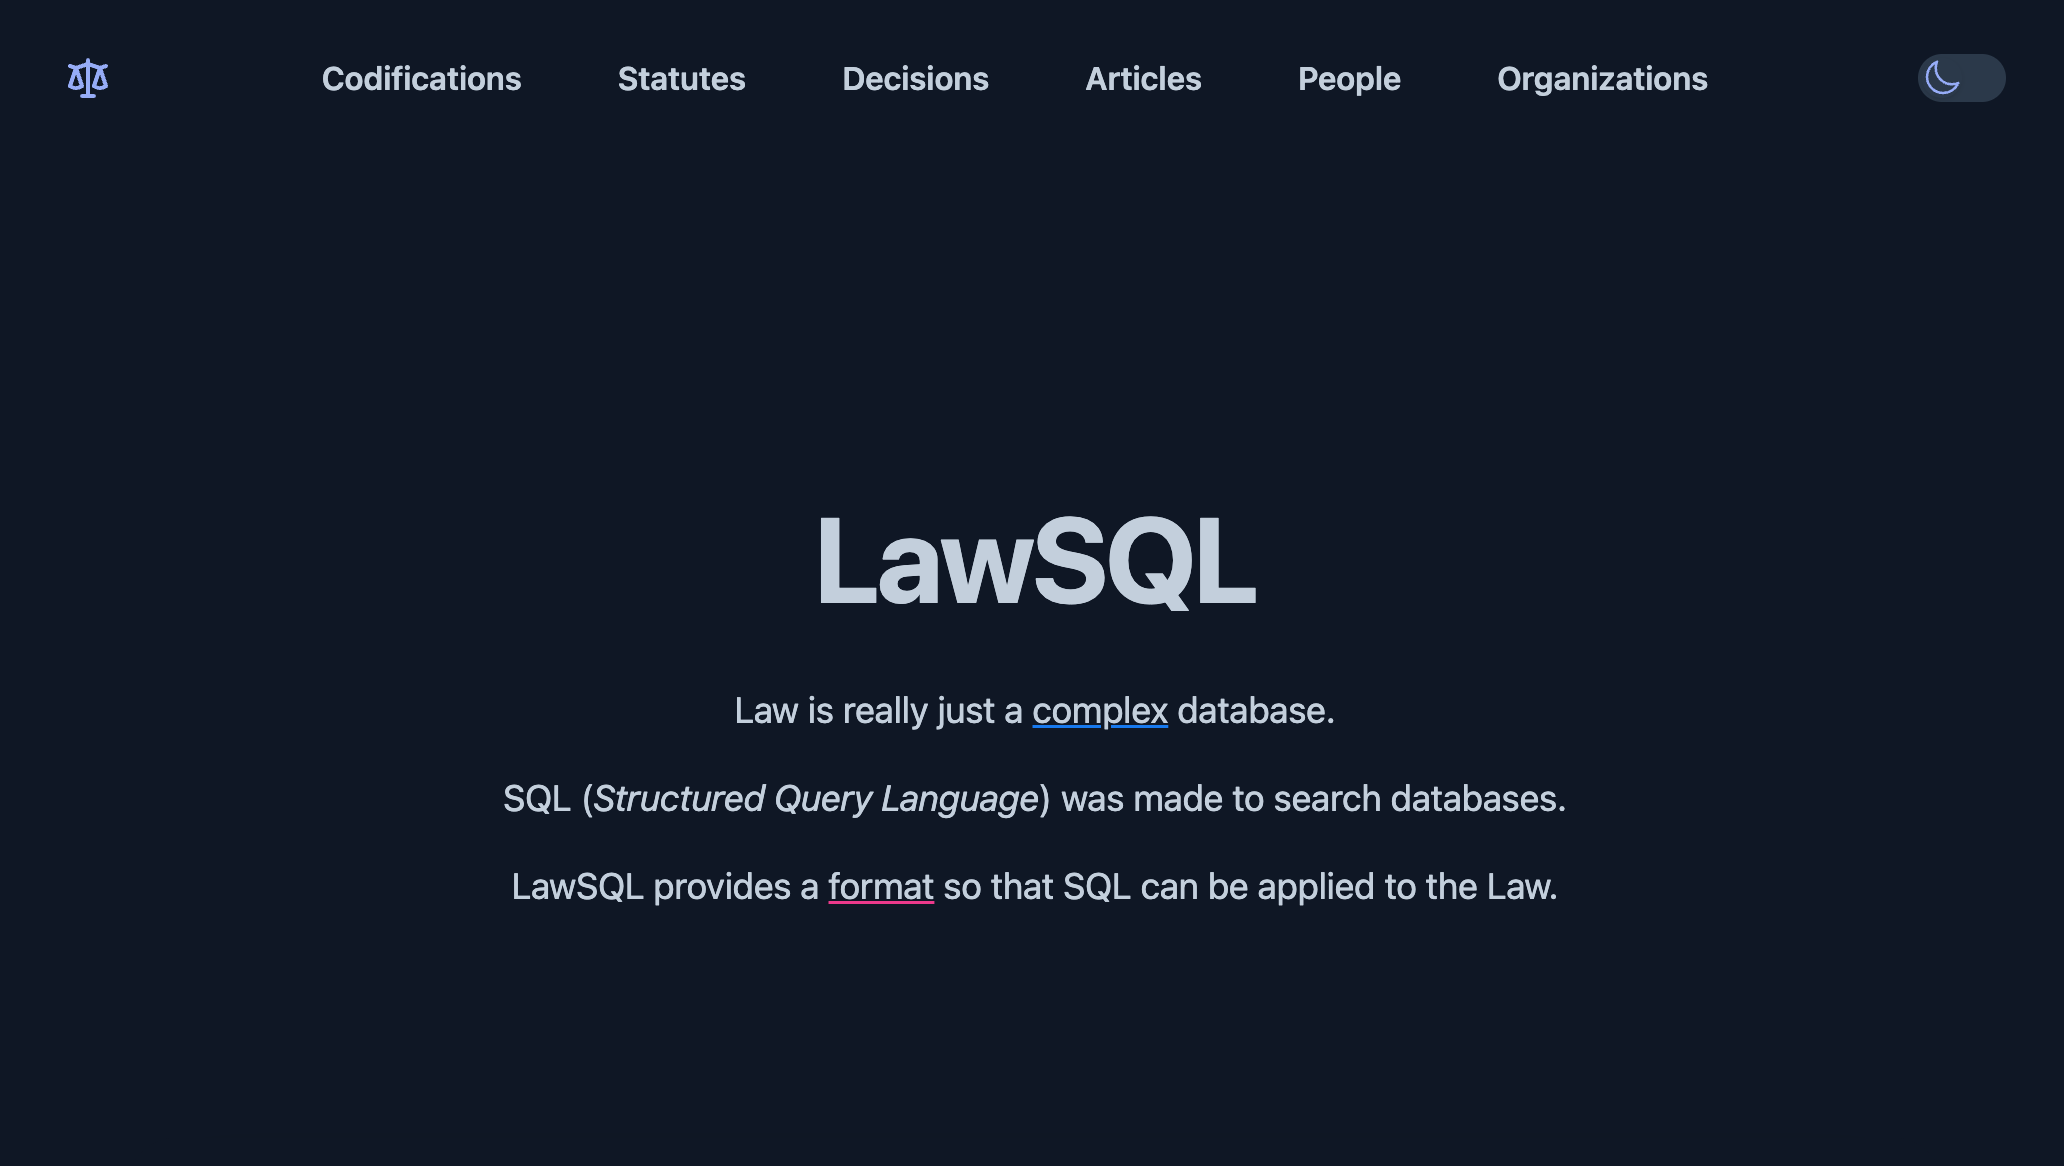 Codifications Statutes Decisions Articles People Organizations
LawSQL
Law is really just a complex database.
SQL (Structured Query Language) was made to search databases.
LawSQL provides a format so that SQL can be applied to the Law.